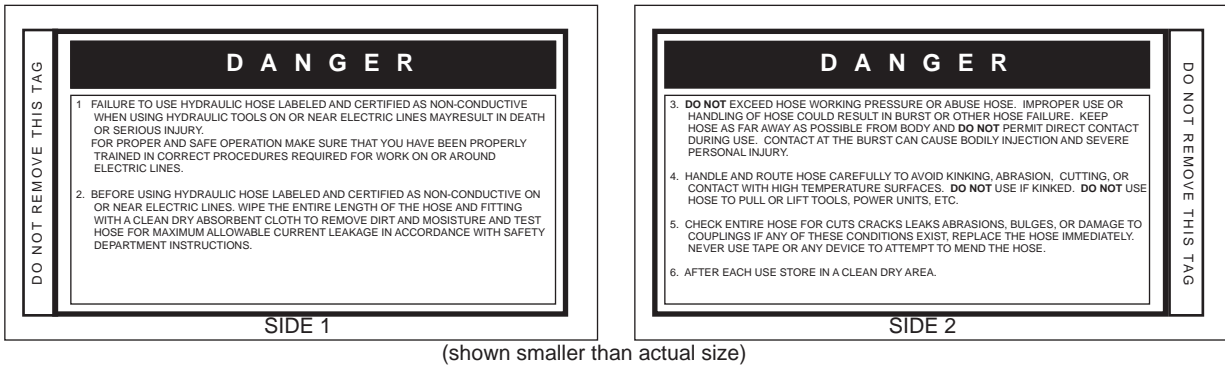 DO NOT REMOVE THIS TAG
D A N G E R
1 FAILURE TO USE HYDRAULIC HOSE LABELED AND CERTIFIED AS NON-CONDUCTIVE
WHEN USING HYDRAULIC TOOLS ON OR NEAR ELECTRIC LINES MAYRESULT IN DEATH
OR SERIOUS INJURY.
FOR PROPER AND SAFE OPERATION MAKE SURE THAT YOU HAVE BEEN PROPERLY
TRAINED IN CORRECT PROCEDURES REQUIRED FOR WORK ON OR AROUND
ELECTRIC LINES.
2. BEFORE USING HYDRAULIC HOSE LABELED AND CERTIFIED AS NON-CONDUCTIVE ON
OR NEAR ELECTRIC LINES. WIPE THE ENTIRE LENGTH OF THE HOSE AND FITTING
WITH A CLEAN DRY ABSORBENT CLOTH TO REMOVE DIRT AND MOSISTURE AND TEST
HOSE FOR MAXIMUM ALLOWABLE CURRENT LEAKAGE IN ACCORDANCE WITH SAFETY
DEPARTMENT INSTRUCTIONS.
SIDE 1
D A N G E R
3. DO NOT EXCEED HOSE WORKING PRESSURE OR ABUSE HOSE. IMPROPER USE OR
HANDLING OF HOSE COULD RESULT IN BURST OR OTHER HOSE FAILURE. KEEP
HOSE AS FAR AWAY AS POSSIBLE FROM BODY AND DO NOT PERMIT DIRECT CONTACT
DURING USE. CONTACT AT THE BURST CAN CAUSE BODILY INJECTION AND SEVERE
PERSONAL INJURY.
4. HANDLE AND ROUTE HOSE CAREFULLY TO AVOID KINKING, ABRASION, CUTTING, OR
CONTACT WITH HIGH TEMPERATURE SURFACES. DO NOT USE IF KINKED. DO NOT USE
HOSE TO PULL OR LIFT TOOLS, POWER UNITS, ETC.
5. CHECK ENTIRE HOSE FOR CUTS CRACKS LEAKS ABRASIONS, BULGES, OR DAMAGE TO
COUPLINGS IF ANY OF THESE CONDITIONS EXIST, REPLACE THE HOSE IMMEDIATELY.
NEVER USE TAPE OR ANY DEVICE TO ATTEMPT TO MEND THE HOSE.
6. AFTER EACH USE STORE IN A CLEAN DRY AREA.
DO NOT REMOVE THIS TAG
SIDE 2
(shown smaller than actual size)